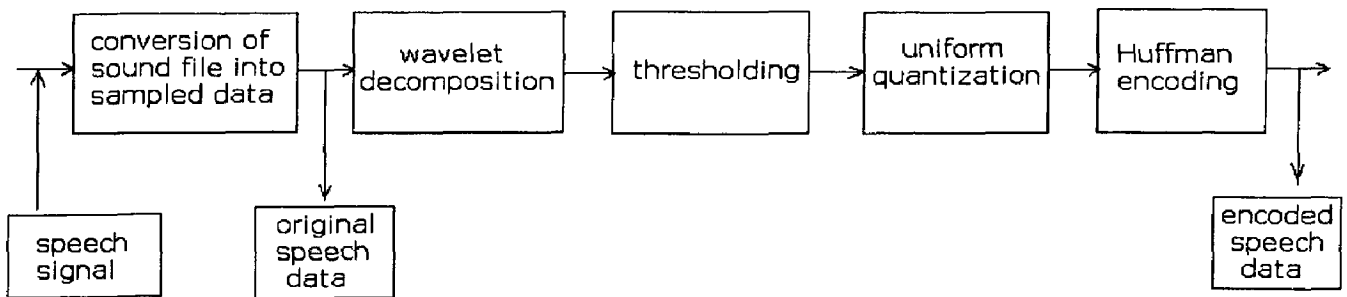 conversion of
sound file into
sampled data
wavelet
decomposition
thresholding
uniform
quantization
Huffman
encoding
speech
signal
original
speech
data
encoded
speech
data